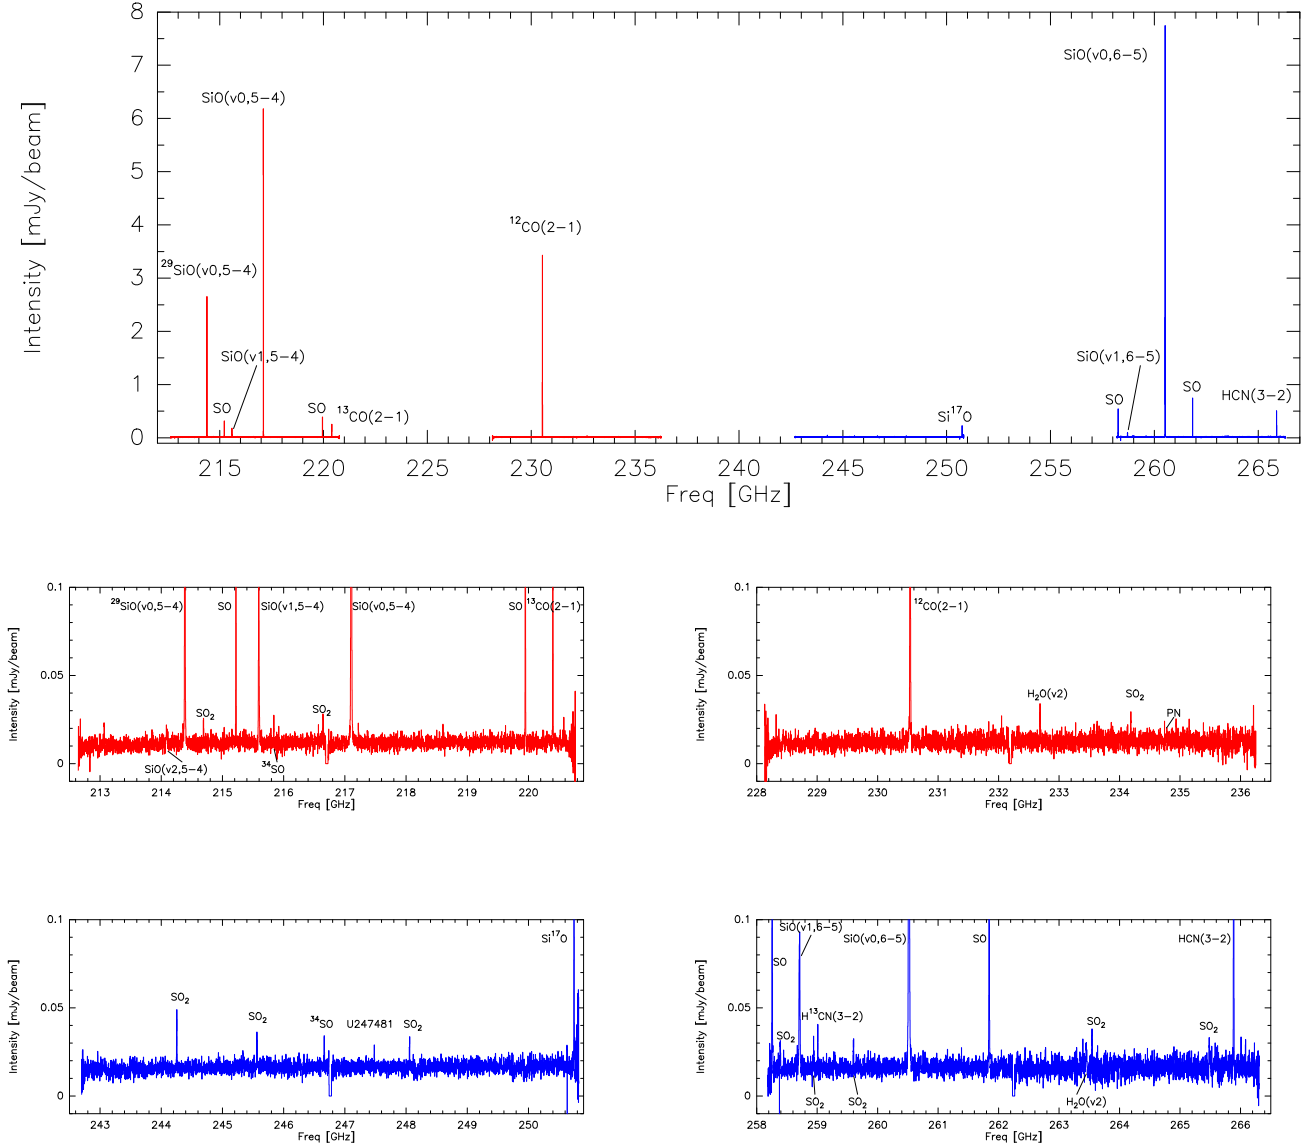 8
7
6
5
4
3
2
1
0
Intensity [mJy/beam]
SiO(v0,5-4)
²⁹SiO(v0,5-4)
SiO(v1,5-4)
SO
SO
¹³CO(2-1)
¹²CO(2-1)
Si¹⁷O
SiO(v0,6-5)
SiO(v1,6-5)
SO
SO
HCN(3-2)
215 220 225 230 235 240 245 250 255 260 265
Freq [GHz]
0.1
0.05
0
Intensity [mJy/beam]
²⁹SiO(v0,5-4) SO SiO(v1,5-4) SiO(v0,5-4) SO ¹³CO(2-1)
SO₂ SO₂
SiO(v2,5-4) ³⁴SO
213 214 215 216 217 218 219 220
Freq [GHz]
0.1
0.05
0
Intensity [mJy/beam]
¹²CO(2-1)
H₂O(v2) SO₂
PN
228 229 230 231 232 233 234 235 236
Freq [GHz]
0.1
0.05
0
Intensity [mJy/beam]
Si¹⁷O
SO₂
SO₂ ³⁴SO U247481 SO₂
243 244 245 246 247 248 249 250
Freq [GHz]
0.1
0.05
0
Intensity [mJy/beam]
SiO(v1,6-5)
SiO(v0,6-5) SO HCN(3-2)
SO
H¹³CN(3-2)
SO₂ SO₂ SO₂
SO₂ SO₂ H₂O(v2)
258 259 260 261 262 263 264 265 266
Freq [GHz]